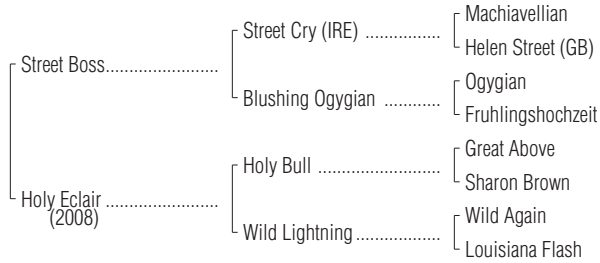 Machiavellian
Street Cry (IRE) ..................
Helen Street (GB)
Street Boss..........................
Ogygian
Blushing Ogygian .............
Fruhlingshochzeit
Great Above
Holy Bull ............................
Sharon Brown
Holy Eclair ..........................
(2008)
Wild Again
Wild Lightning...................
Louisiana Flash